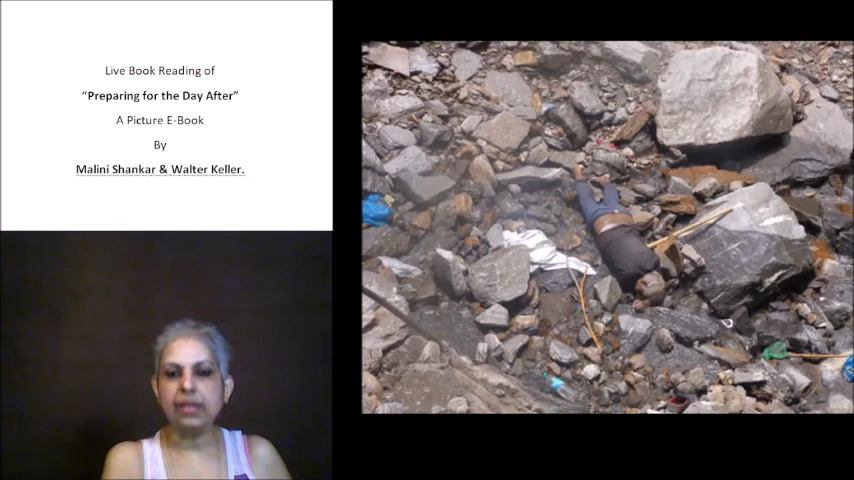 Live Book Reading of
“Preparing for the Day After”
A Picture E-Book
By
Malini Shankar & Walter Keller.